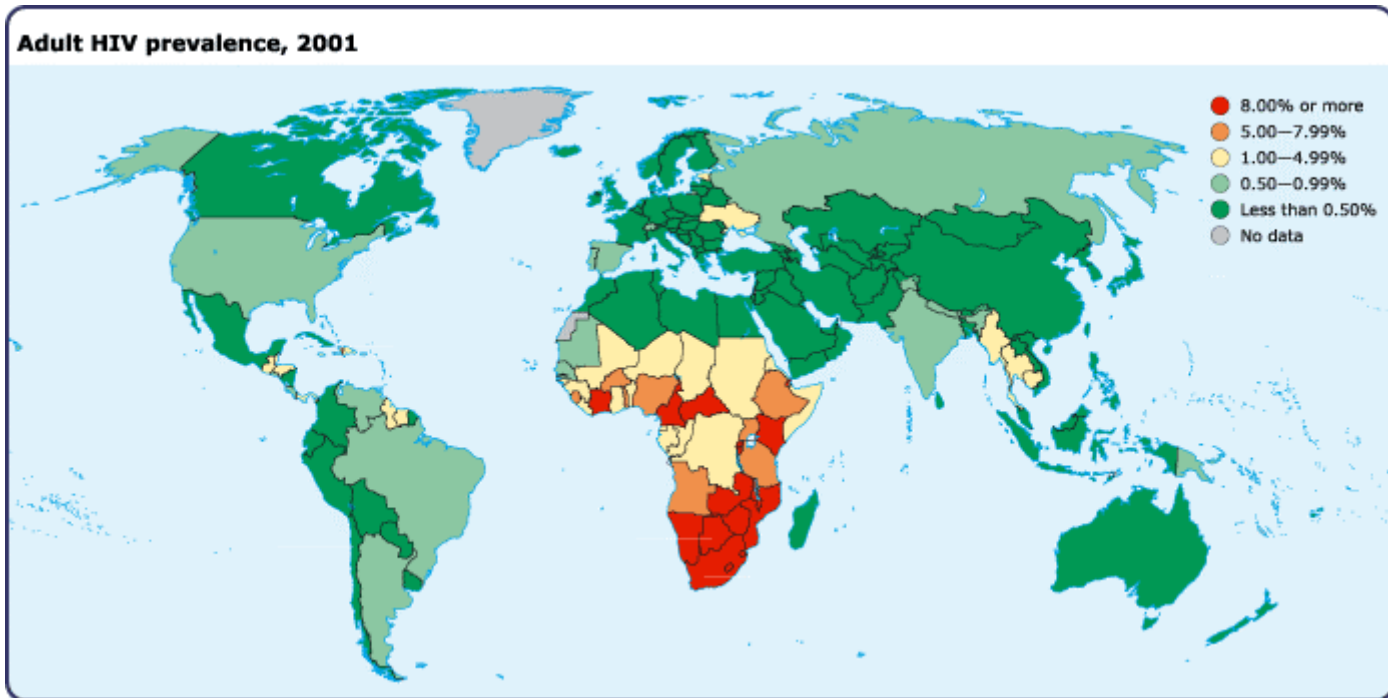 Adult HIV prevalence, 2001
8.00% or more
5.00—7.99%
1.00—4.99%
0.50—0.99%
Less than 0.50%
No data